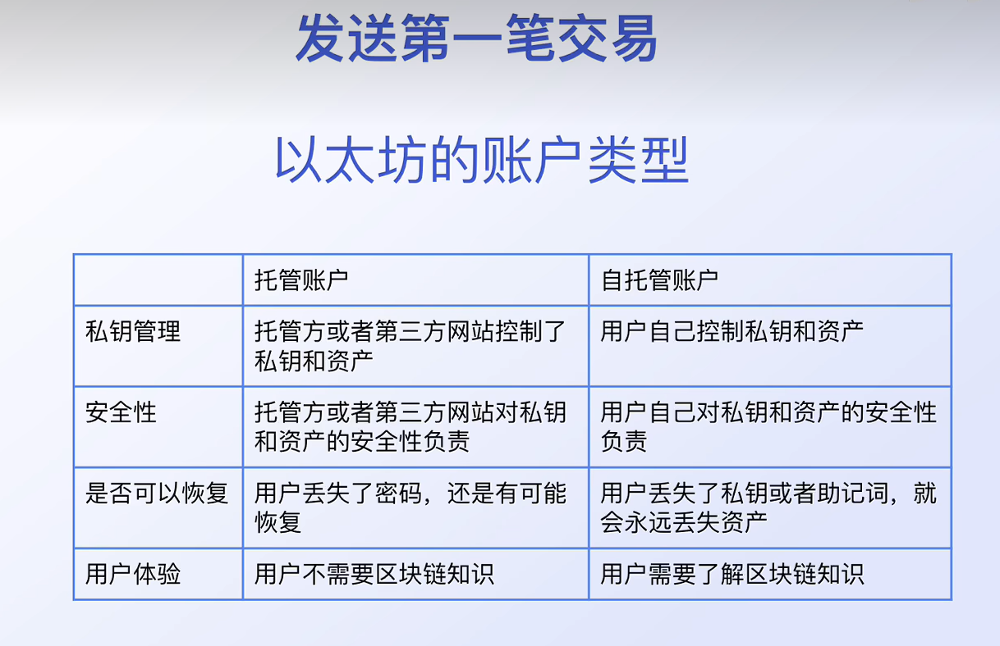 发送第一笔交易
以太坊的账户类型
托管账户
自托管账户
私钥管理
托管方或者第三方网站控制了
私钥和资产
用户自己控制私钥和资产
安全性
托管方或者第三方网站对私钥
和资产的安全性负责
用户自己对私钥和资产的安全性
负责
是否可以恢复
用户丢失了密码，还是有可能
恢复
用户丢失了私钥或者助记词，就
会永远丢失资产
用户体验
用户不需要区块链知识
用户需要了解区块链知识